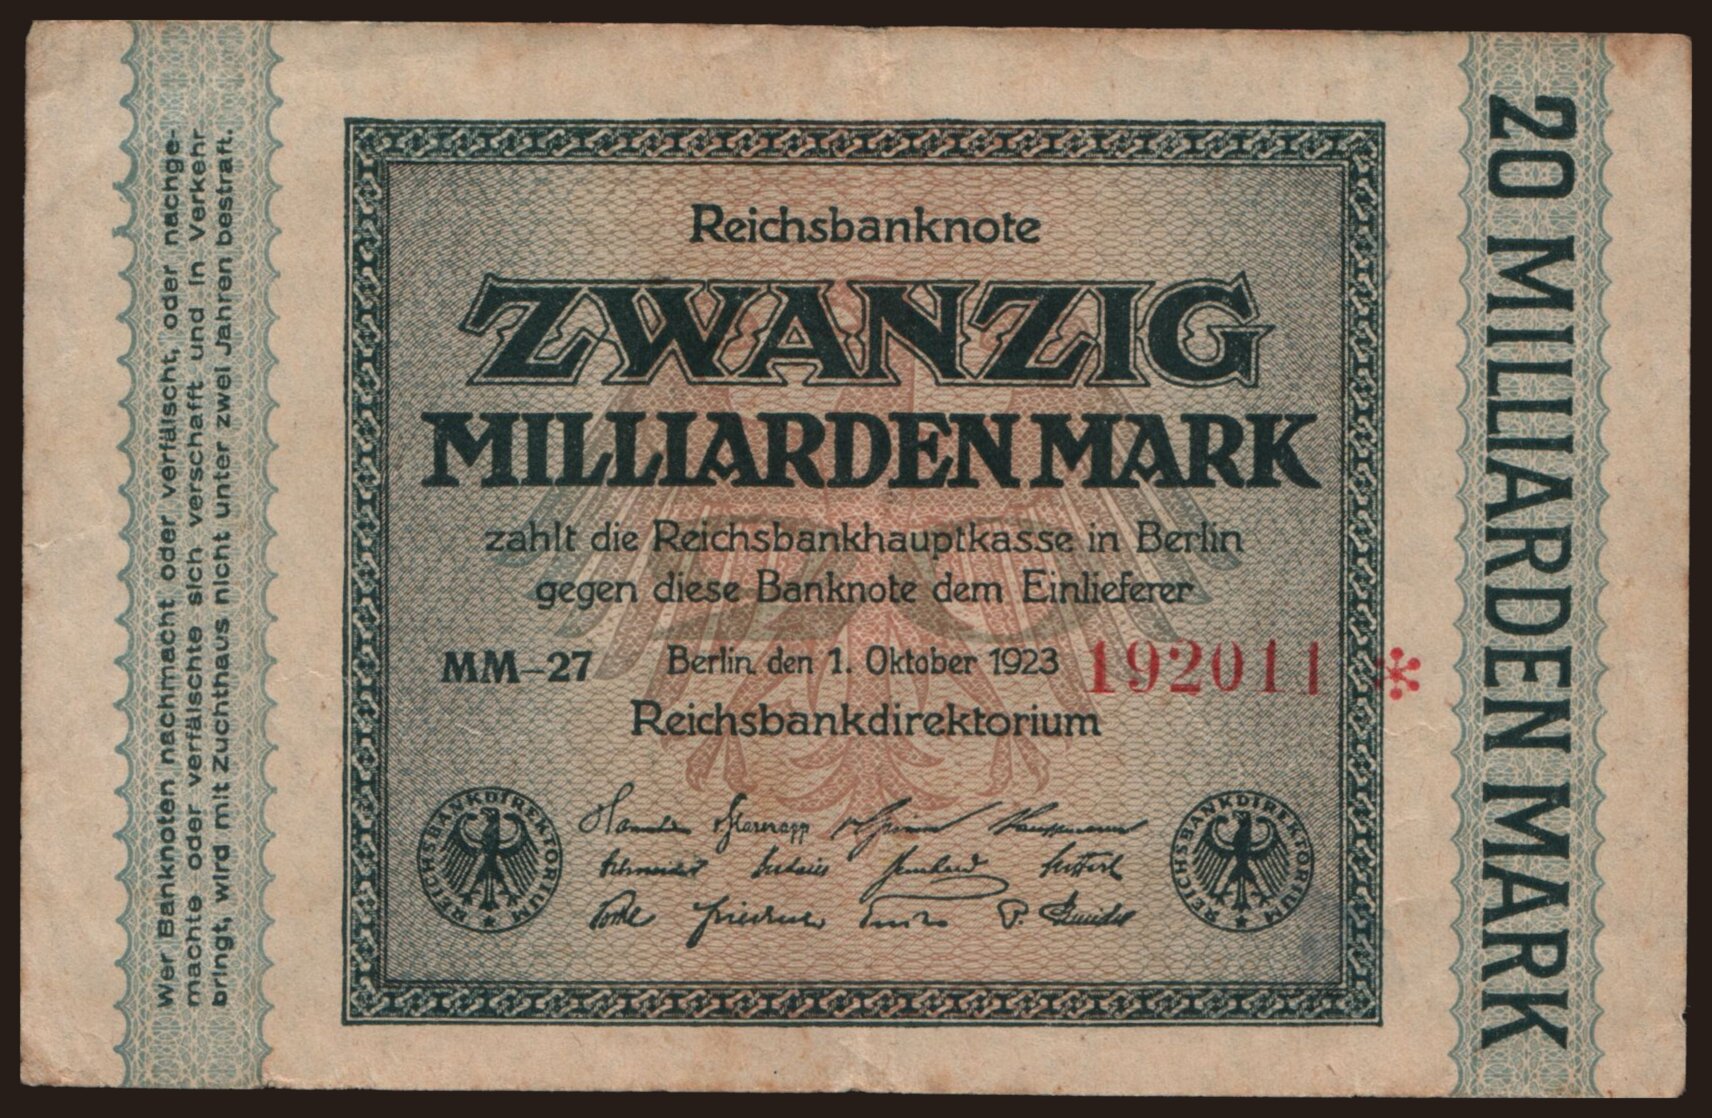 Wer Banknoten nachmacht oder verfälscht, oder nachge-
machte oder verfälschte sich verschafft und in Verkehr
bringt, wird mit Zuchthaus nicht unter zwei Jahren bestraft.
Reichsbanknote
ZWANZIG
MILLIARDEN MARK
zahlt die Reichsbankhauptkasse in Berlin
gegen diese Banknote dem Einlieferer
MM-27 Berlin, den 1. Oktober 1923 192011 *
Reichsbankdirektorium
REICHSBANKDIREKTORIUM
REICHSBANKDIREKTORIUM
20 MILLIARDEN MARK
20